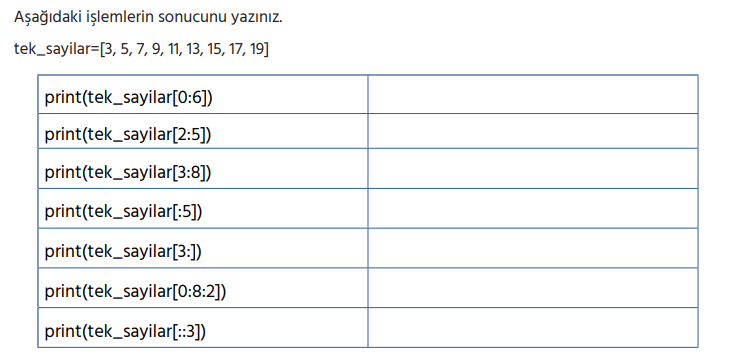 Aşağıdaki işlemlerin sonucunu yazınız.
tek_sayilar=[3, 5, 7, 9, 11, 13, 15, 17, 19]
print(tek_sayilar[0:6])
print(tek_sayilar[2:5])
print(tek_sayilar[3:8])
print(tek_sayilar[:5])
print(tek_sayilar[3:])
print(tek_sayilar[0:8:2])
print(tek_sayilar[::3])